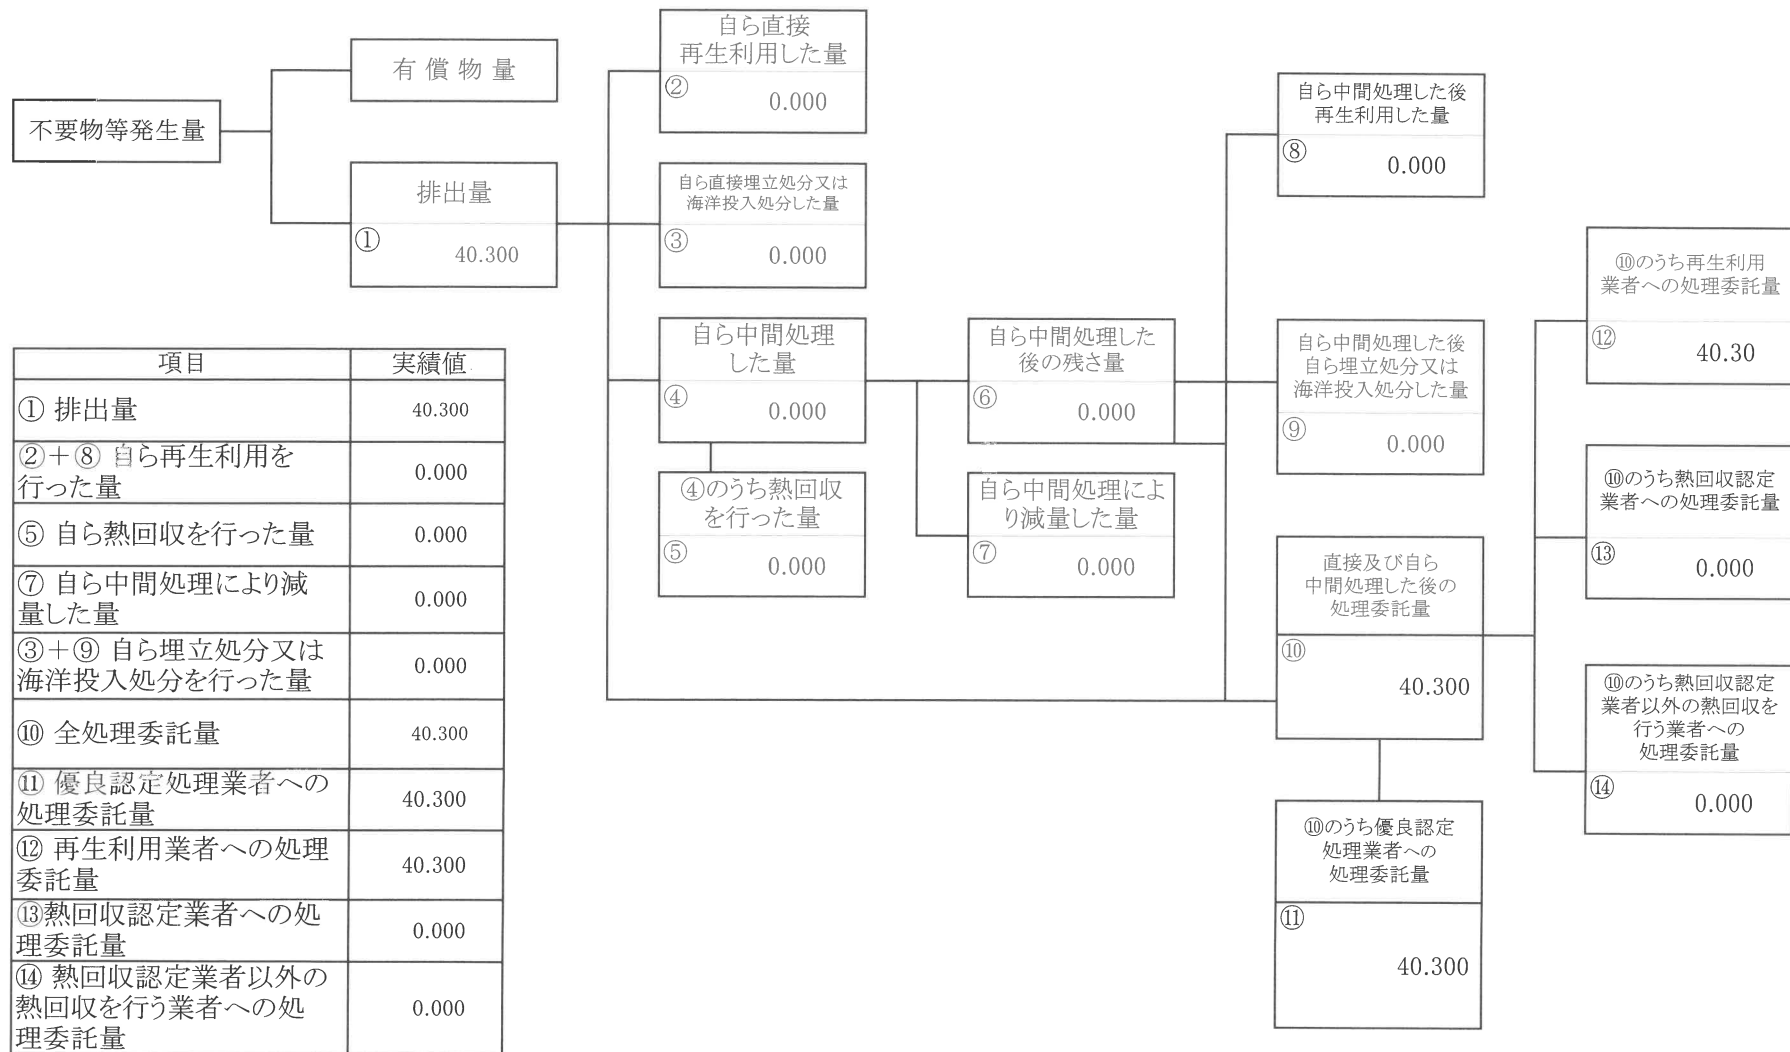 不要物等発生量
有償物量
排出量
①
40.300
自ら直接
再生利用した量
②
0.000
自ら直接埋立処分又は
海洋投入処分した量
③
0.000
自ら中間処理
した量
④
0.000
④のうち熱回収
を行った量
⑤
0.000
自ら中間処理した
後の残さ量
⑥
0.000
自ら中間処理によ
り減量した量
⑦
0.000
自ら中間処理した後
再生利用した量
⑧
0.000
自ら中間処理した後
自ら埋立処分又は
海洋投入処分した量
⑨
0.000
直接及び自ら
中間処理した後の
処理委託量
⑩
40.300
⑩のうち優良認定
処理業者への
処理委託量
⑪
40.300
⑩のうち再生利用
業者への処理委託量
⑫
40.30
⑩のうち熱回収認定
業者への処理委託量
⑬
0.000
⑩のうち熱回収認定
業者以外の熱回収を
行う業者への
処理委託量
⑭
0.000
項目 実績値
① 排出量 40.300
②＋⑧ 自ら再生利用を
行った量
0.000
⑤ 自ら熱回収を行った量 0.000
⑦ 自ら中間処理により減
量した量
0.000
③＋⑨ 自ら埋立処分又は
海洋投入処分を行った量
0.000
⑩ 全処理委託量 40.300
⑪ 優良認定処理業者への
処理委託量
40.300
⑫ 再生利用業者への処理
委託量
40.300
⑬熱回収認定業者への処
理委託量
0.000
⑭ 熱回収認定業者以外の
熱回収を行う業者への処
理委託量
0.000